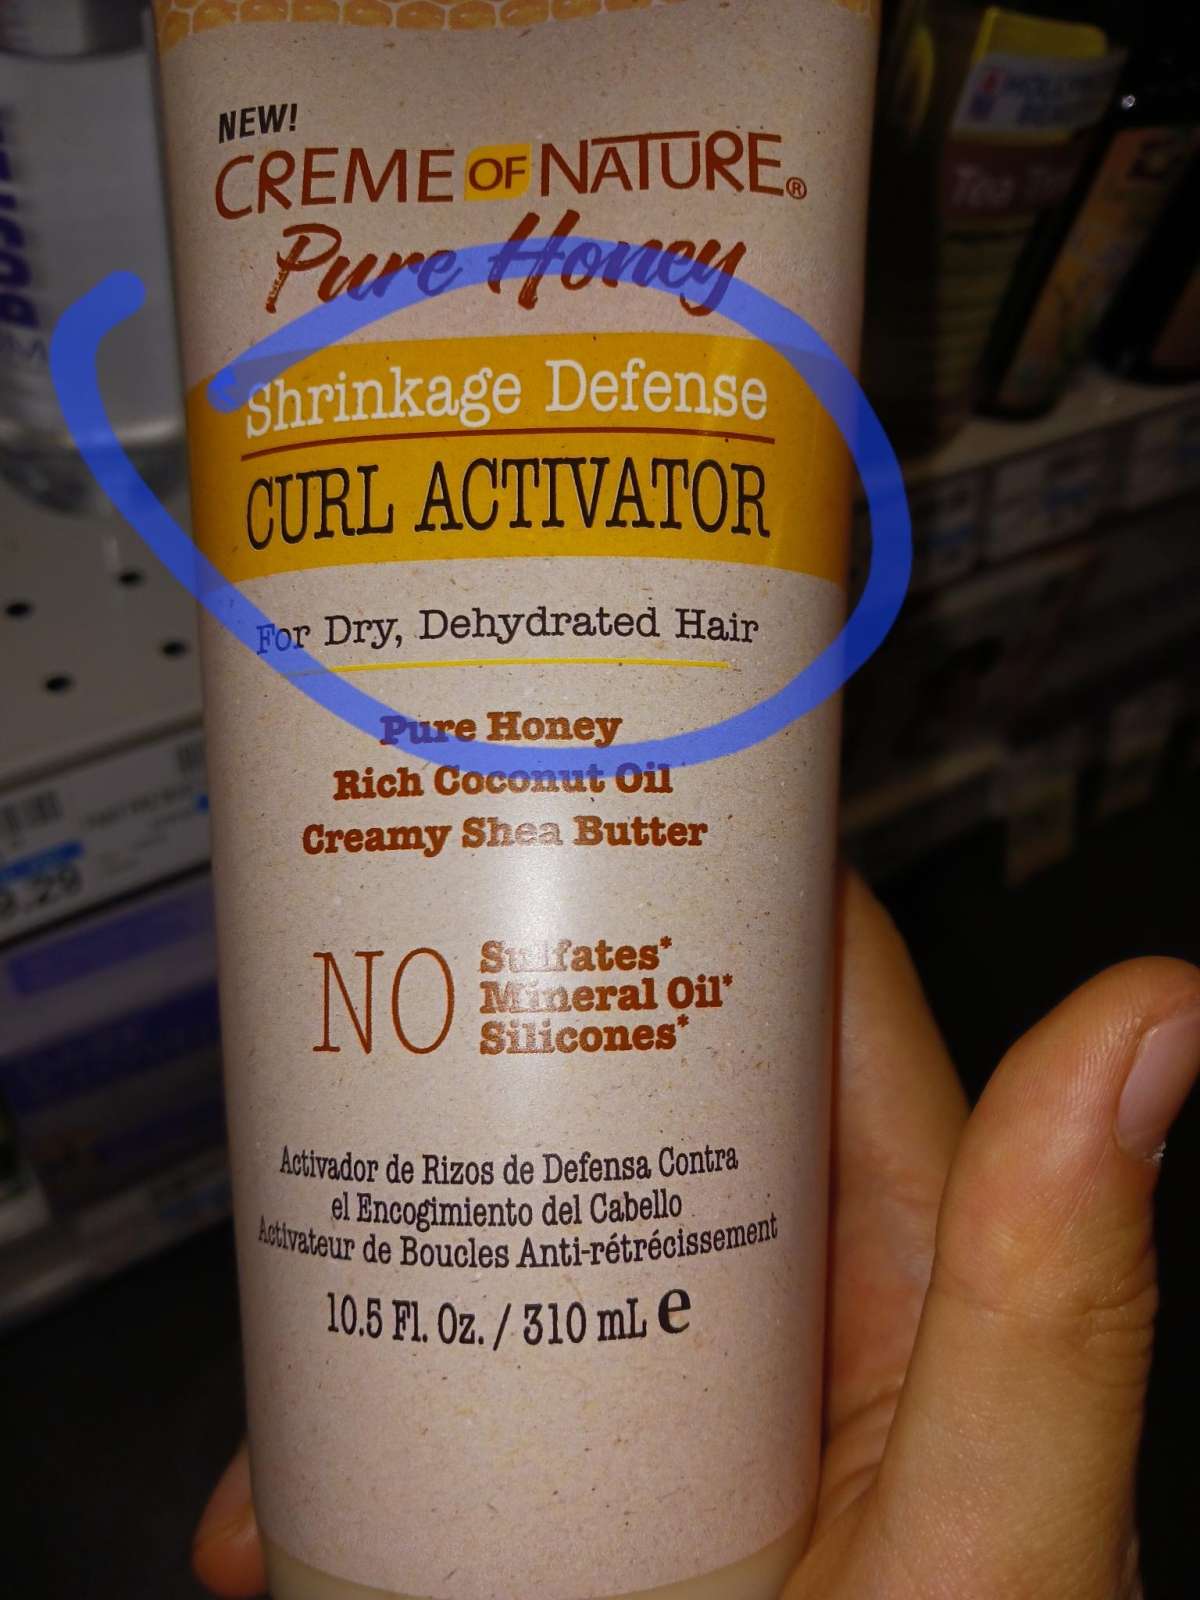 NEW!
CREME OF NATURE®
Pure Honey
Shrinkage Defense
CURL ACTIVATOR
For Dry, Dehydrated Hair
Pure Honey
Rich Coconut Oil
Creamy Shea Butter
NO Sulfates*
Mineral Oil*
Silicones*
Activador de Rizos de Defensa Contra
el Encogimiento del Cabello
Activateur de Boucles Anti-rétrécissement
10.5 Fl. Oz. / 310 mL e